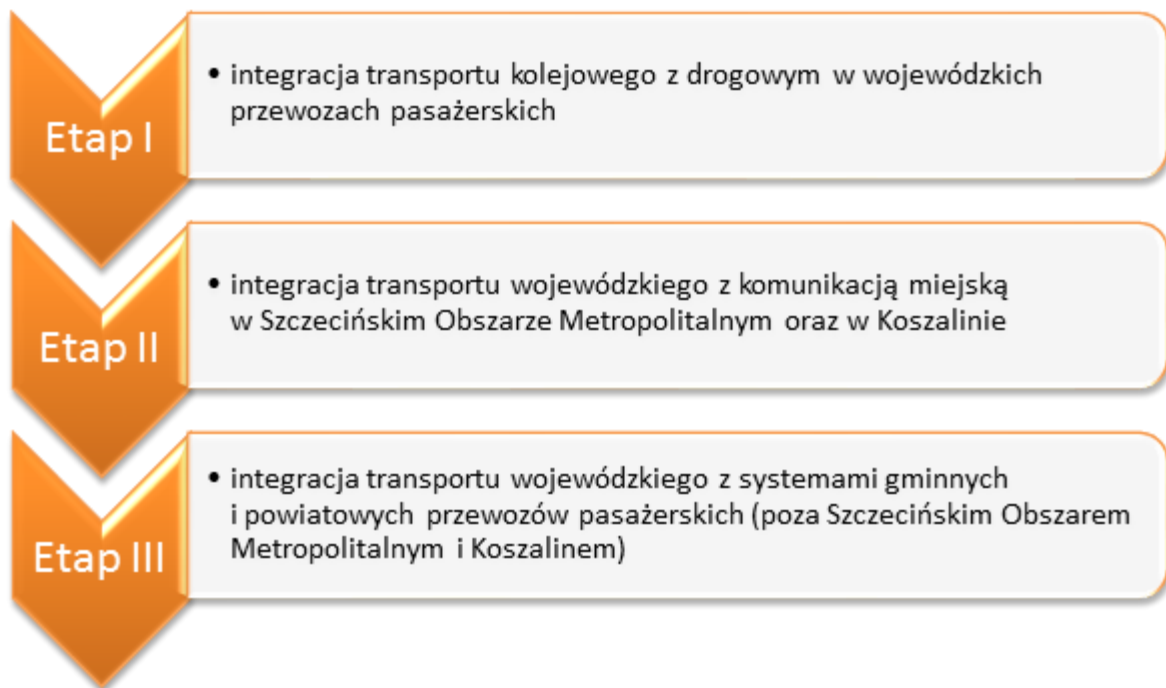 Etap I
• integracja transportu kolejowego z drogowym w wojewódzkich
przewozach pasażerskich
Etap II
• integracja transportu wojewódzkiego z komunikacją miejską
w Szczecińskim Obszarze Metropolitalnym oraz w Koszalinie
Etap III
• integracja transportu wojewódzkiego z systemami gminnych
i powiatowych przewozów pasażerskich (poza Szczecińskim Obszarem
Metropolitalnym i Koszalinem)